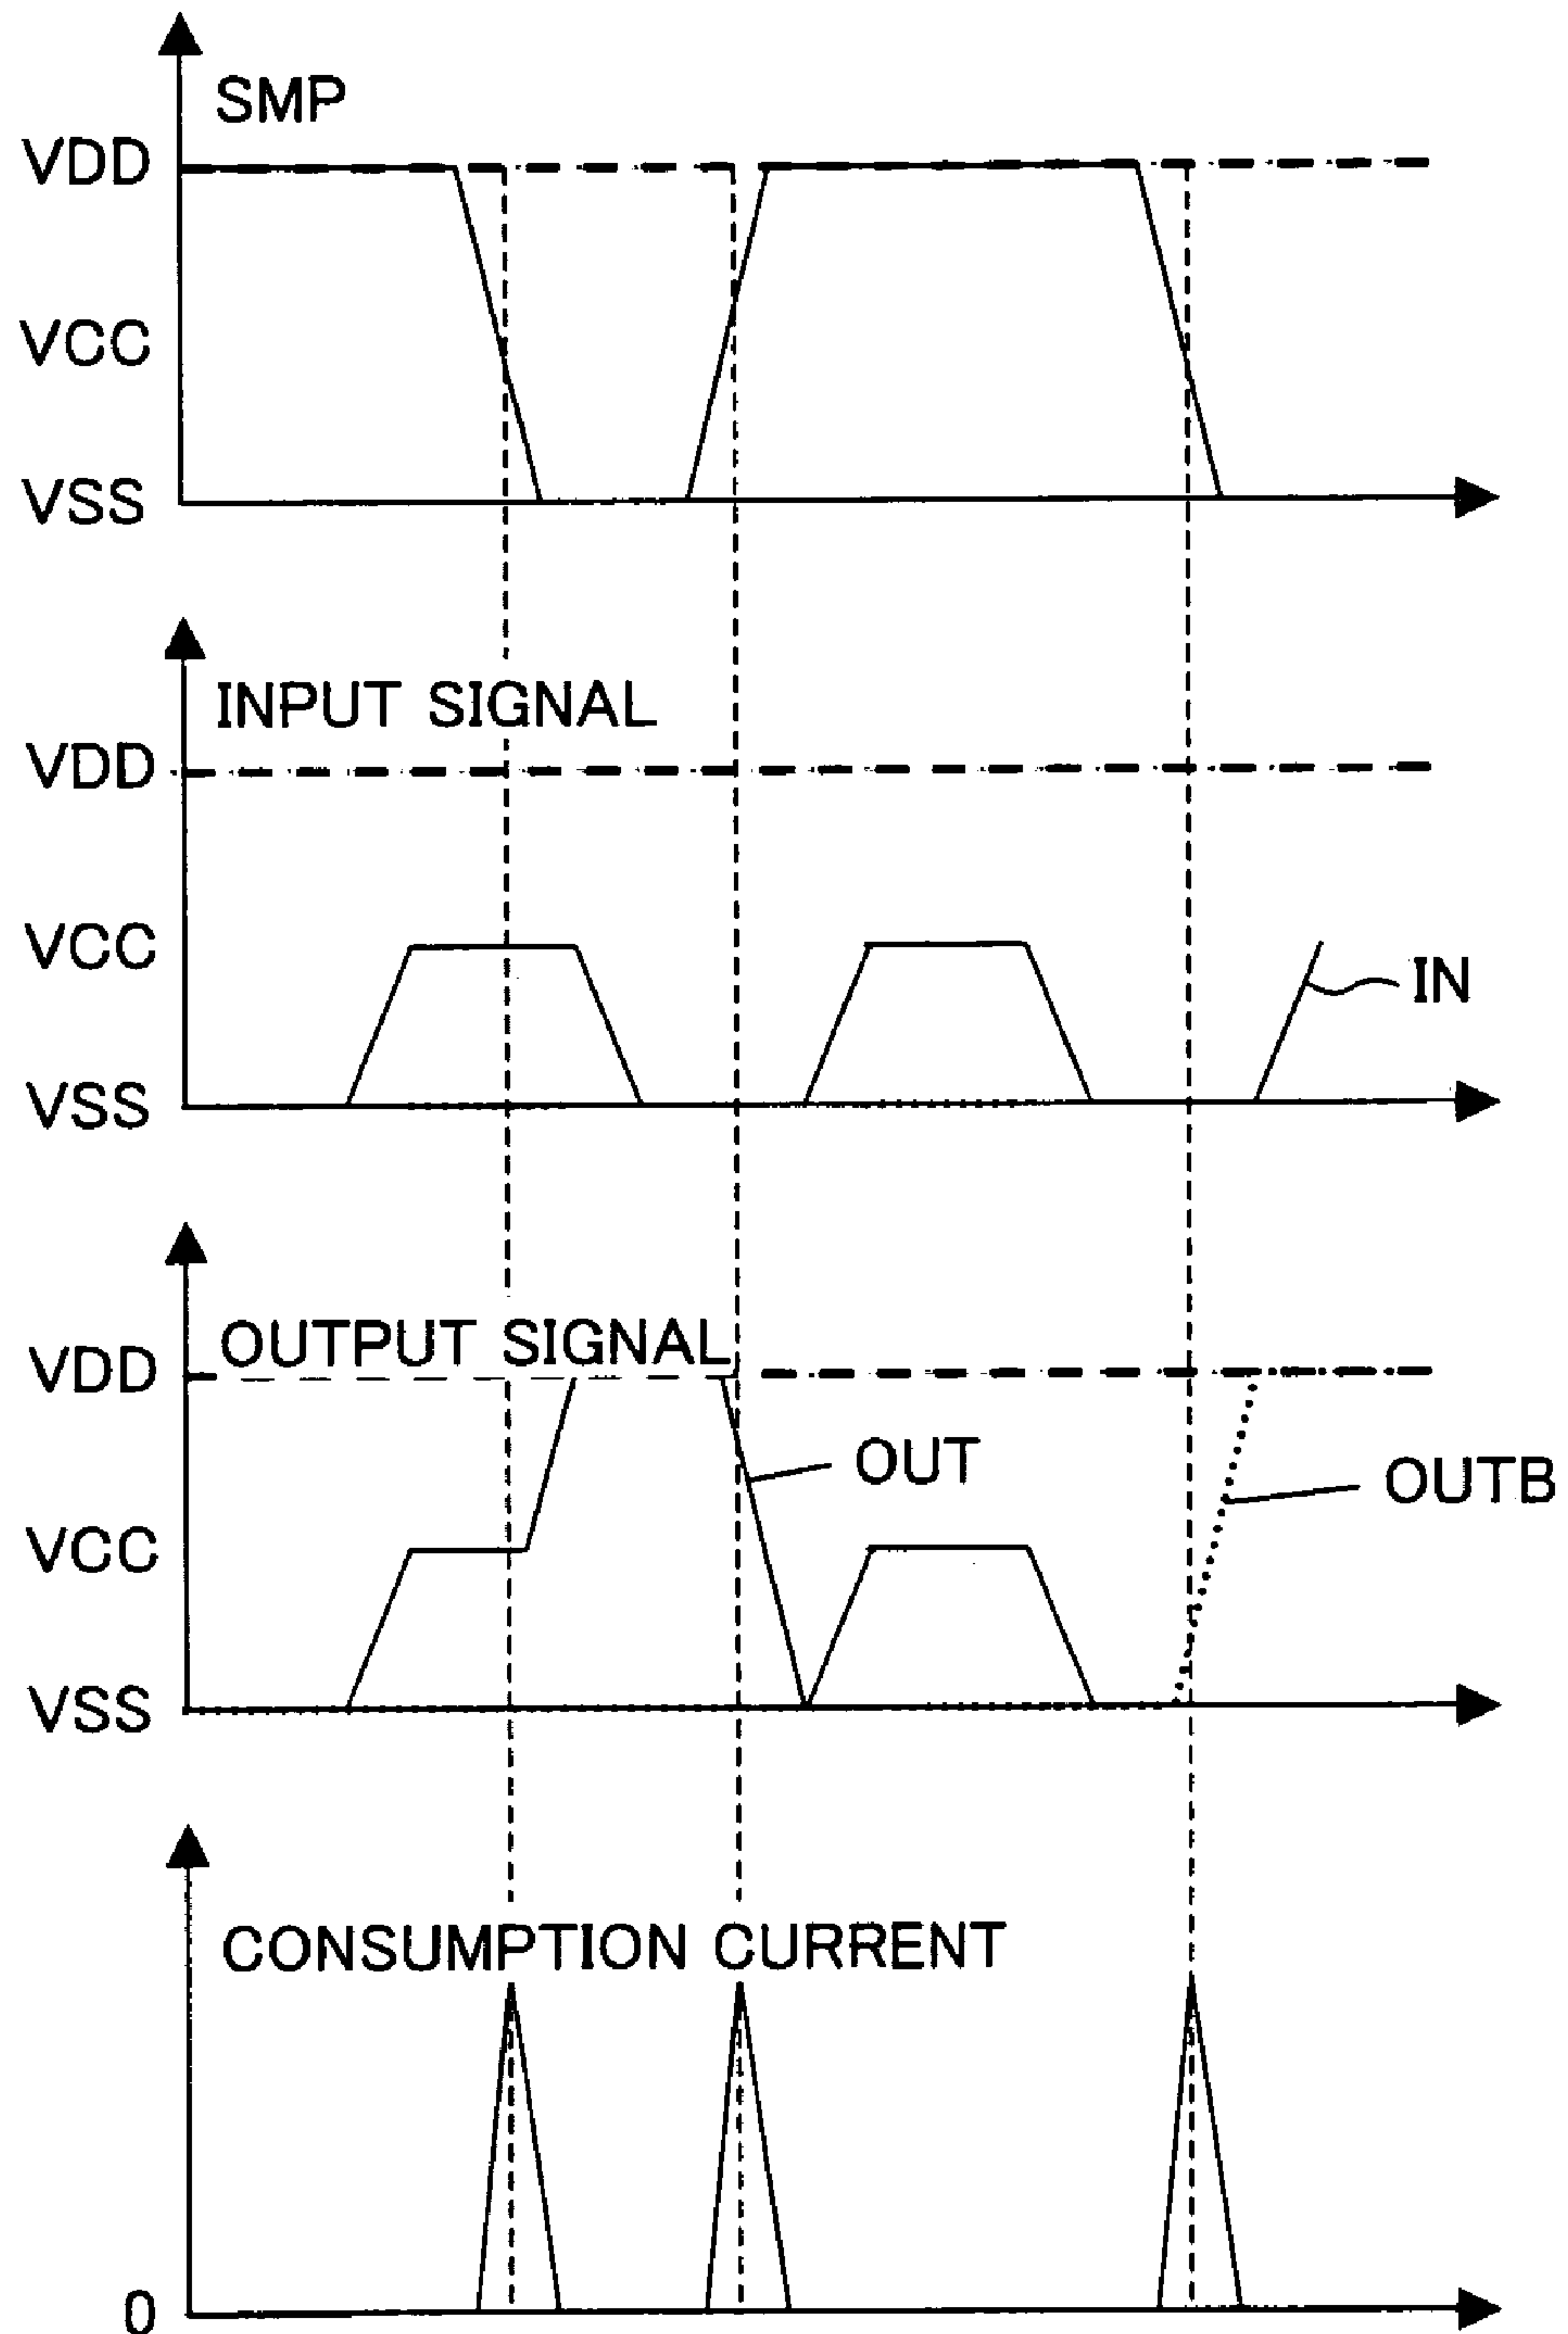 SMP
VDD
VCC
VSS
INPUT SIGNAL
VDD
VCC
IN
VSS
OUTPUT SIGNAL
VDD
OUT
OUTB
VCC
VSS
CONSUMPTION CURRENT
0